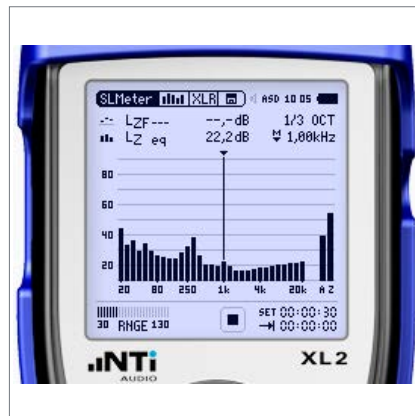 SLMeter XLR ASD 10 05
LZF --- --,- dB 1/3 OCT
LZ eq 22,2 dB M 1,00kHz
80
60
40
20
20 80 250 1k 4k 20k A Z
30 RNGE 130
SET 00:00:30
00:00:00
NTi
AUDIO
XL2